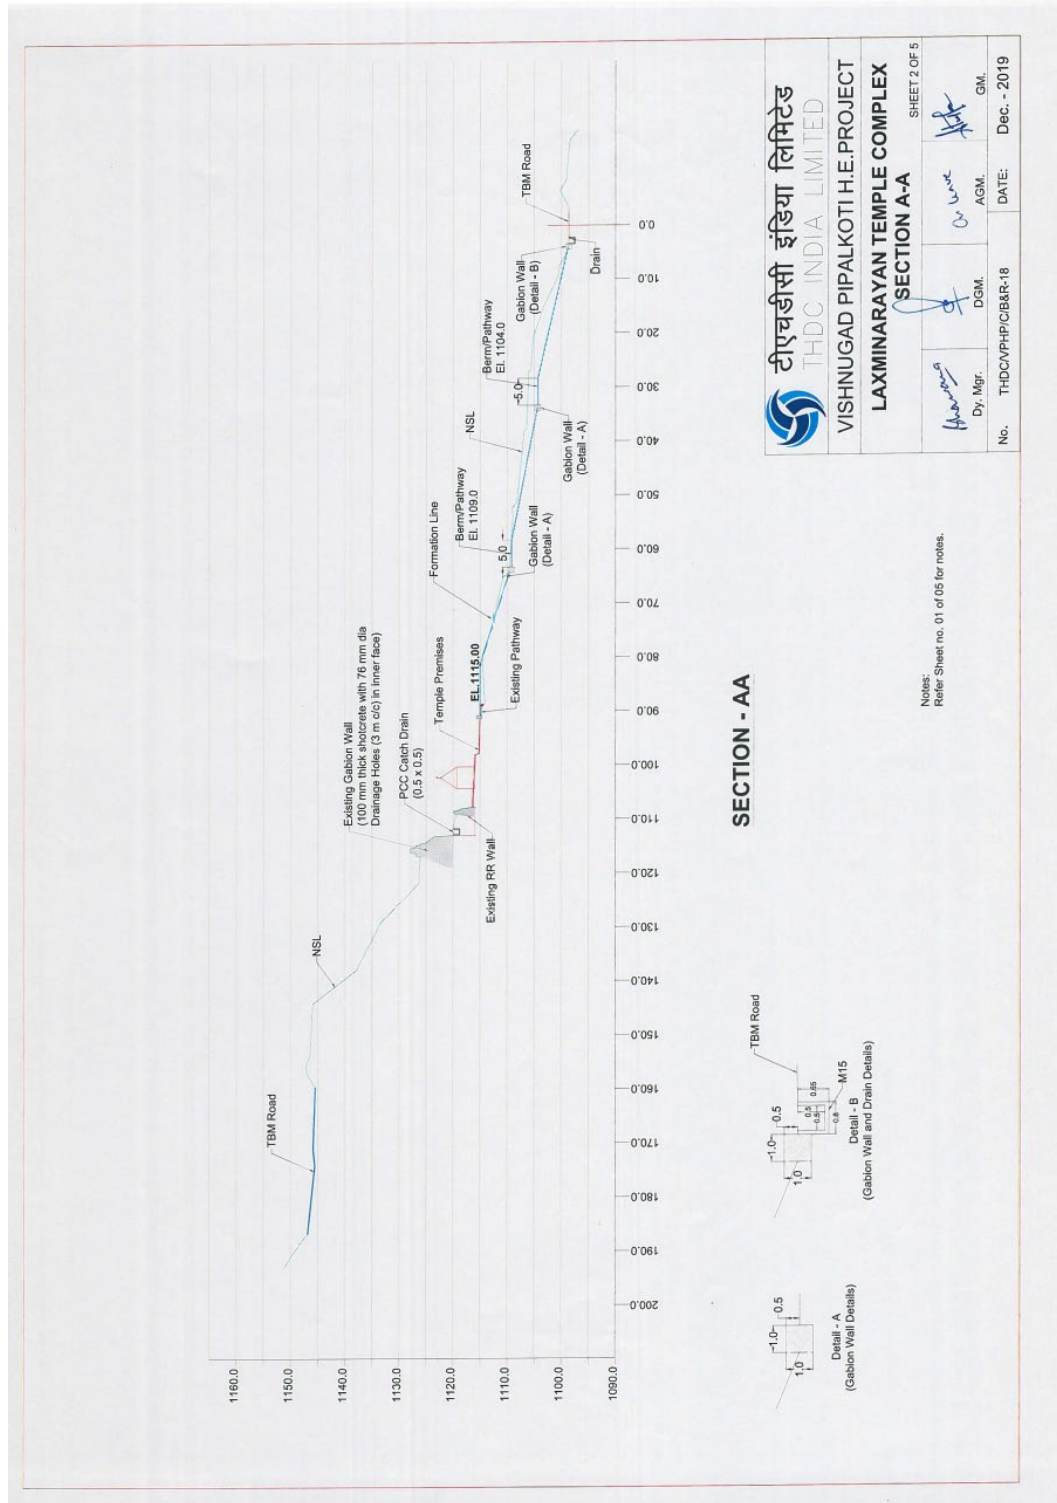 1160.0
1150.0
1140.0
1130.0
1120.0
1110.0
1100.0
1090.0
TBM Road
NSL
Existing Gabion Wall
(100 mm thick shotcrete with 76 mm dia
Drainage Holes (3 m c/c) in inner face)
PCC Catch Drain
(0.5 x 0.5)
Existing RR Wall
Temple Premises
EL.1115.00
Existing Pathway
Formation Line
Berm/Pathway
El. 1109.0
5.0
Gabion Wall
(Detail - A)
NSL
Berm/Pathway
El. 1104.0
5.0
Gabion Wall
(Detail - A)
Gabion Wall
(Detail - B)
Drain
TBM Road
200.0
190.0
180.0
170.0
160.0
150.0
140.0
130.0
120.0
110.0
100.0
90.0
80.0
70.0
60.0
50.0
40.0
30.0
20.0
10.0
0.0
SECTION - AA
1.0
0.5
1.0
Detail - A
(Gabion Wall Details)
1.0
0.5
1.0
0.5
0.5
0.65
0.8
M15
TBM Road
Detail - B
(Gabion Wall and Drain Details)
Notes:
Refer Sheet no. 01 of 05 for notes.
टीएचडीसी इंडिया लिमिटेड
THDC INDIA LIMITED
VISHNUGAD PIPALKOTI H.E.PROJECT
LAXMINARAYAN TEMPLE COMPLEX
SECTION A-A
SHEET 2 OF 5
on leave
Dy. Mgr. DGM. AGM. GM.
No. THDC/VPHP/C/B&R-18 DATE: Dec. - 2019